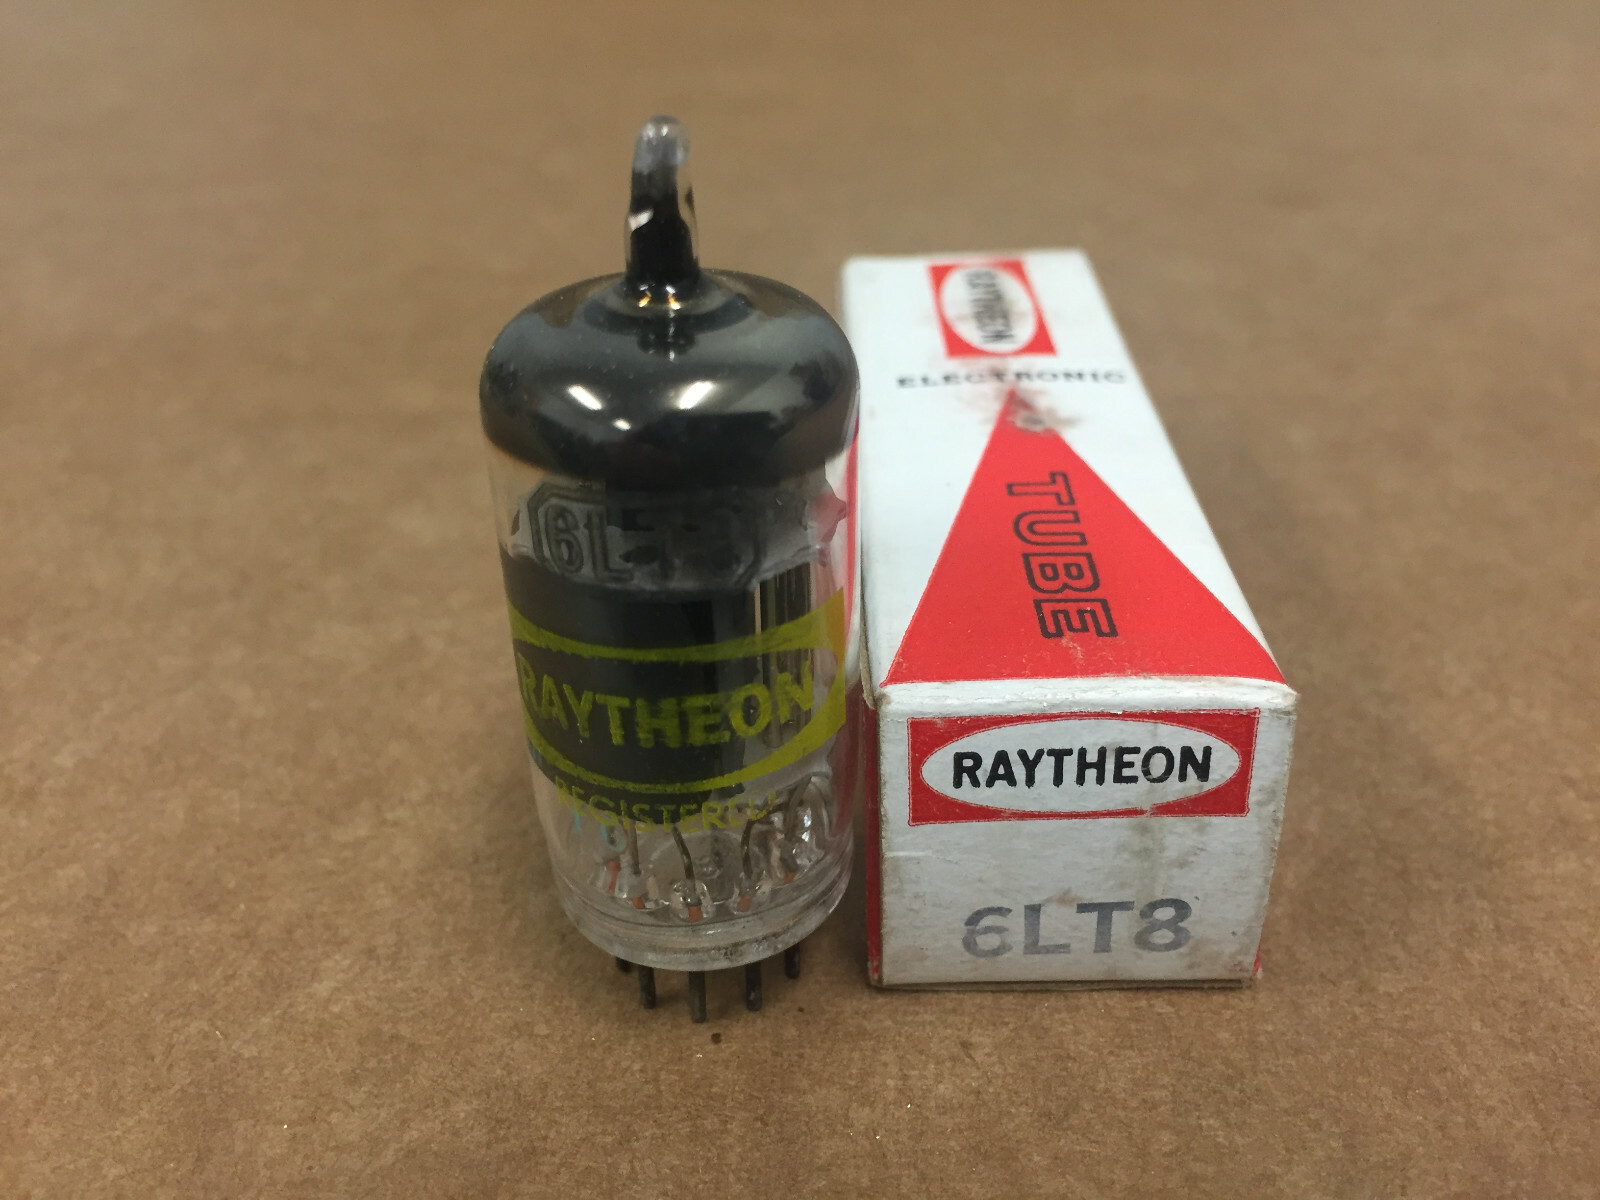 6LT8
RAYTHEON
REGISTERED
RAYTHEON
ELECTRONIC
TUBE
RAYTHEON
6LT8